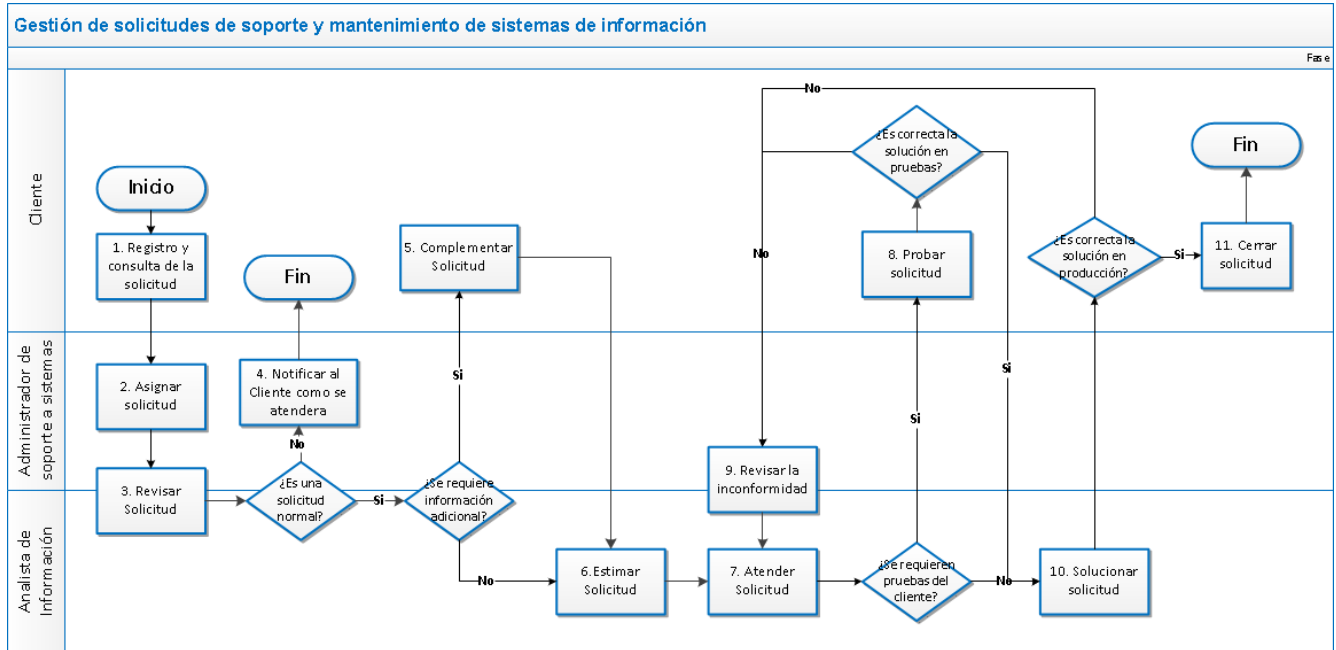 Gestión de solicitudes de soporte y mantenimiento de sistemas de información
Fase
Cliente
Inicio
1. Registro y
consulta de la
solicitud
Fin
5. Complementar
Solicitud
No
¿Es correcta la
solución en
pruebas?
No
8. Probar
solicitud
¿Es correcta la
solución en
producción?
Si
11. Cerrar
solicitud
Fin
Administrador de
soporte a sistemas
2. Asignar
solicitud
4. Notificar al
Cliente como se
atendera
No
Si
Si
Si
3. Revisar
Solicitud
¿Es una
solicitud
normal?
Si
¿Se requiere
información
adicional?
9. Revisar la
inconformidad
Analista de
Información
No
6.Estimar
Solicitud
7. Atender
Solicitud
¿Se requieren
pruebas del
cliente?
No
10. Solucionar
solicitud